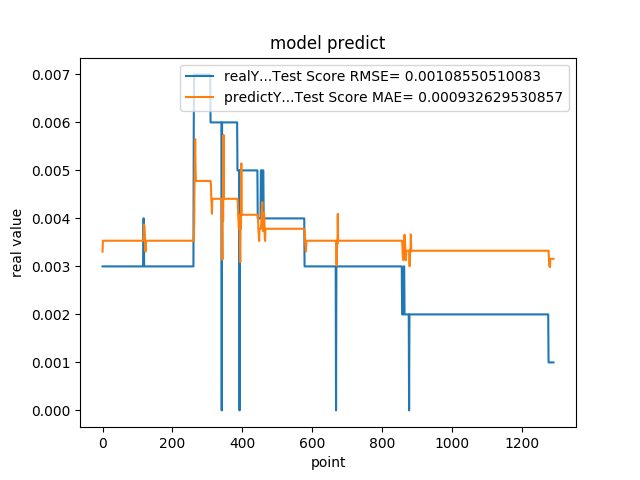 model predict
realY...Test Score RMSE= 0.00108550510083
predictY...Test Score MAE= 0.000932629530857
0.007
0.006
0.005
0.004
0.003
0.002
0.001
0.000
real value
0 200 400 600 800 1000 1200
point